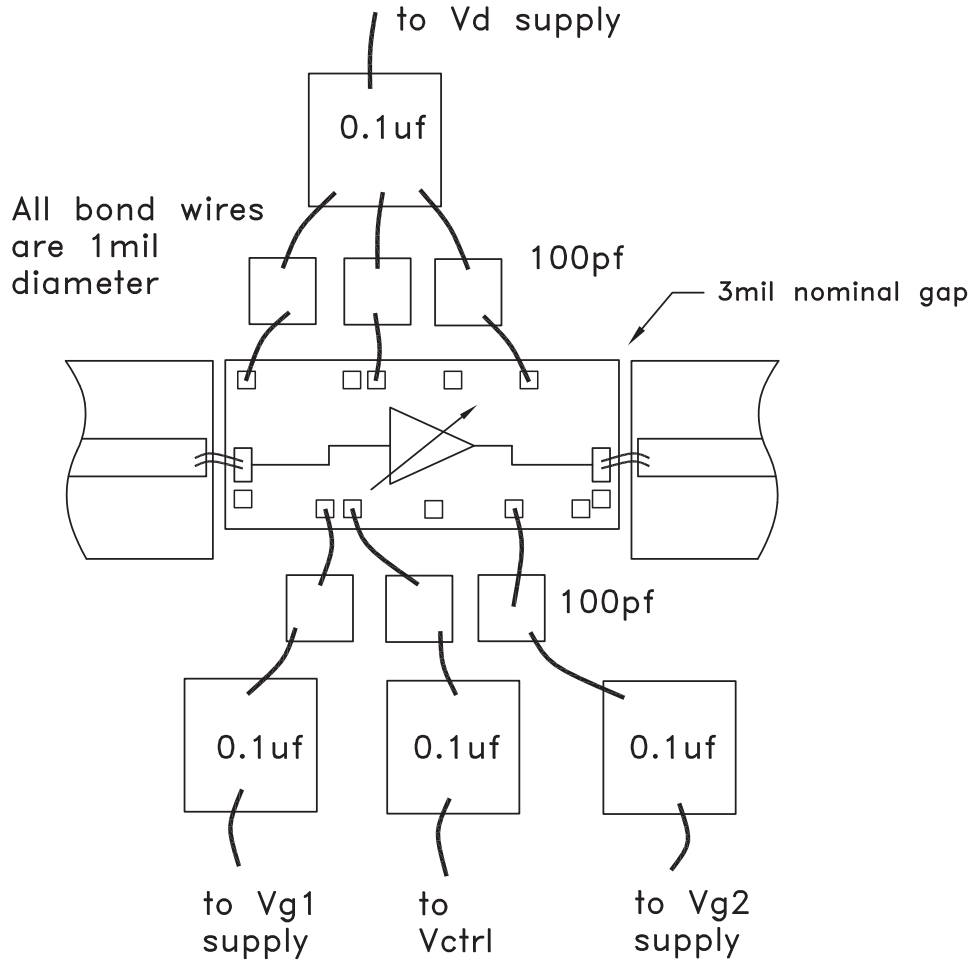 to Vd supply
0.1uf
All bond wires
are 1mil
diameter
100pf
3mil nominal gap
100pf
0.1uf
0.1uf
0.1uf
to Vg1
supply
to
Vctrl
to Vg2
supply